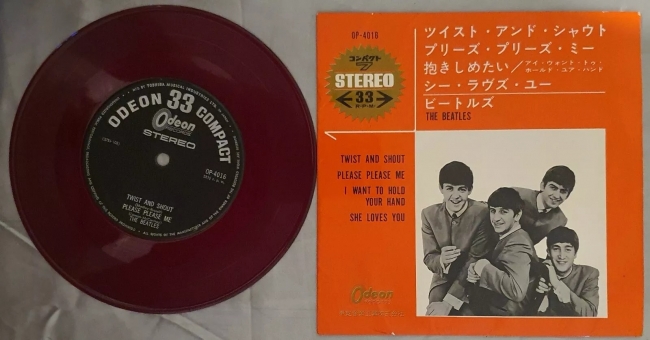 ODEON 33 COMPACT
Odeon
RECORDS
STEREO
OP-4016
TWIST AND SHOUT
PLEASE PLEASE ME
THE BEATLES
OP-4016
コンパクト
STEREO
33
R.P.M.
ツイスト・アンド・シャウト
プリーズ・プリーズ・ミー
抱きしめたい/アイ・ウォント・トゥ・
ホールド・ユア・ハンド
シー・ラヴズ・ユー
ビートルズ
THE BEATLES
TWIST AND SHOUT
PLEASE PLEASE ME
I WANT TO HOLD
YOUR HAND
SHE LOVES YOU
Odeon